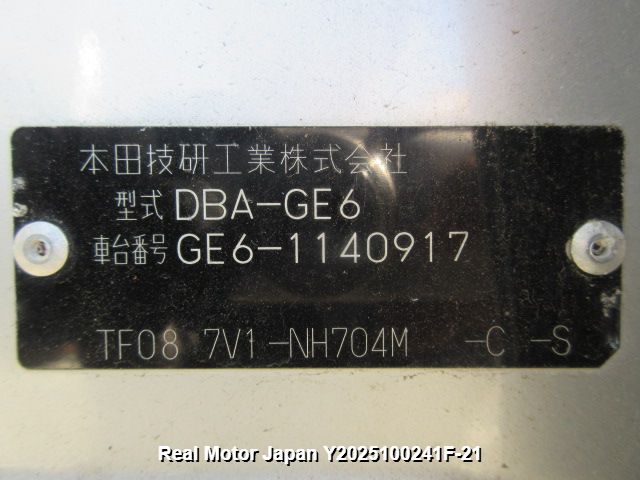 本田技研工業株式会社
型式 DBA-GE6
車台番号 GE6-1140917
TF08 7V1-NH704M -C -S
Real Motor Japan Y2025100241F-21